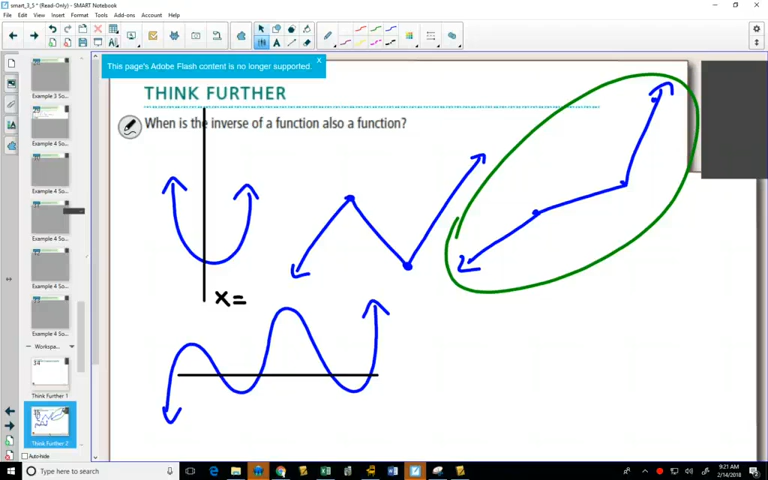 smart_3_5 * (Read-Only) - SMART Notebook
File Edit View Insert Format Tools Add-ons Account Help
This page's Adobe Flash content is no longer supported. X
THINK FURTHER
When is the inverse of a function also a function?
x=
Example 3 So...
Example 4 So...
Example 4 So...
Example 4 So...
Example 4 So...
Example 4 So...
Workspa...
Think Further 1
Think Further 2
Auto-hide
Type here to search
9:21 AM
2/14/2018